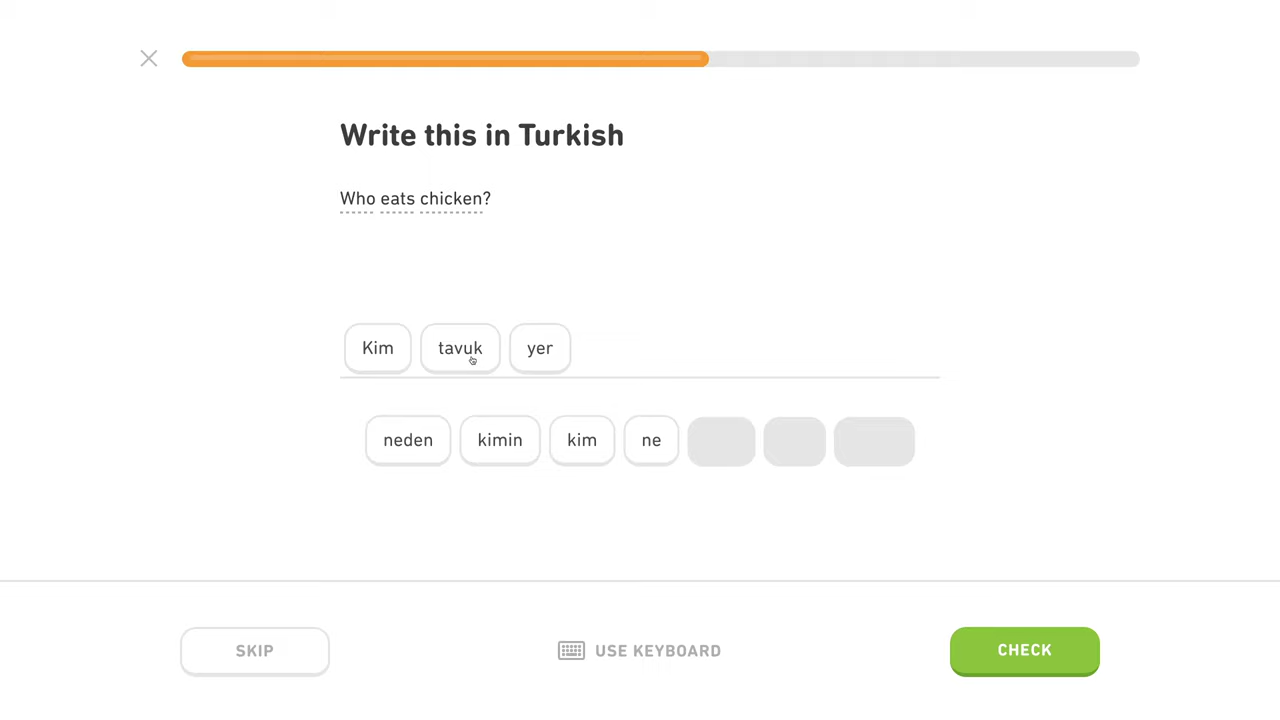 Write this in Turkish
Who eats chicken?
Kim tavuk yer
neden kimin kim ne
SKIP USE KEYBOARD CHECK